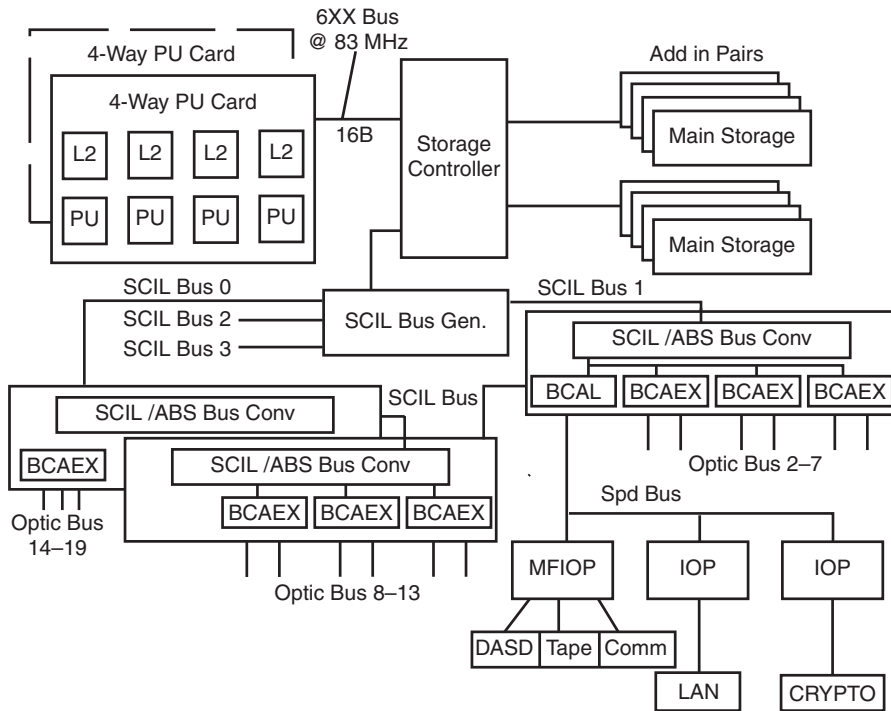 6XX Bus
@ 83 MHz
4-Way PU Card
Add in Pairs
4-Way PU Card
16B
Storage
Controller
L2 L2 L2 L2
Main Storage
PU PU PU PU
Main Storage
SCIL Bus 0
SCIL Bus 1
SCIL Bus 2
SCIL Bus Gen.
SCIL Bus 3
SCIL /ABS Bus Conv
BCAL BCAEX BCAEX BCAEX
SCIL Bus
SCIL /ABS Bus Conv
SCIL /ABS Bus Conv
BCAEX
Optic Bus 2–7
BCAEX BCAEX BCAEX
Spd Bus
Optic Bus
14–19
Optic Bus 8–13
MFIOP IOP IOP
DASD Tape Comm
LAN CRYPTO